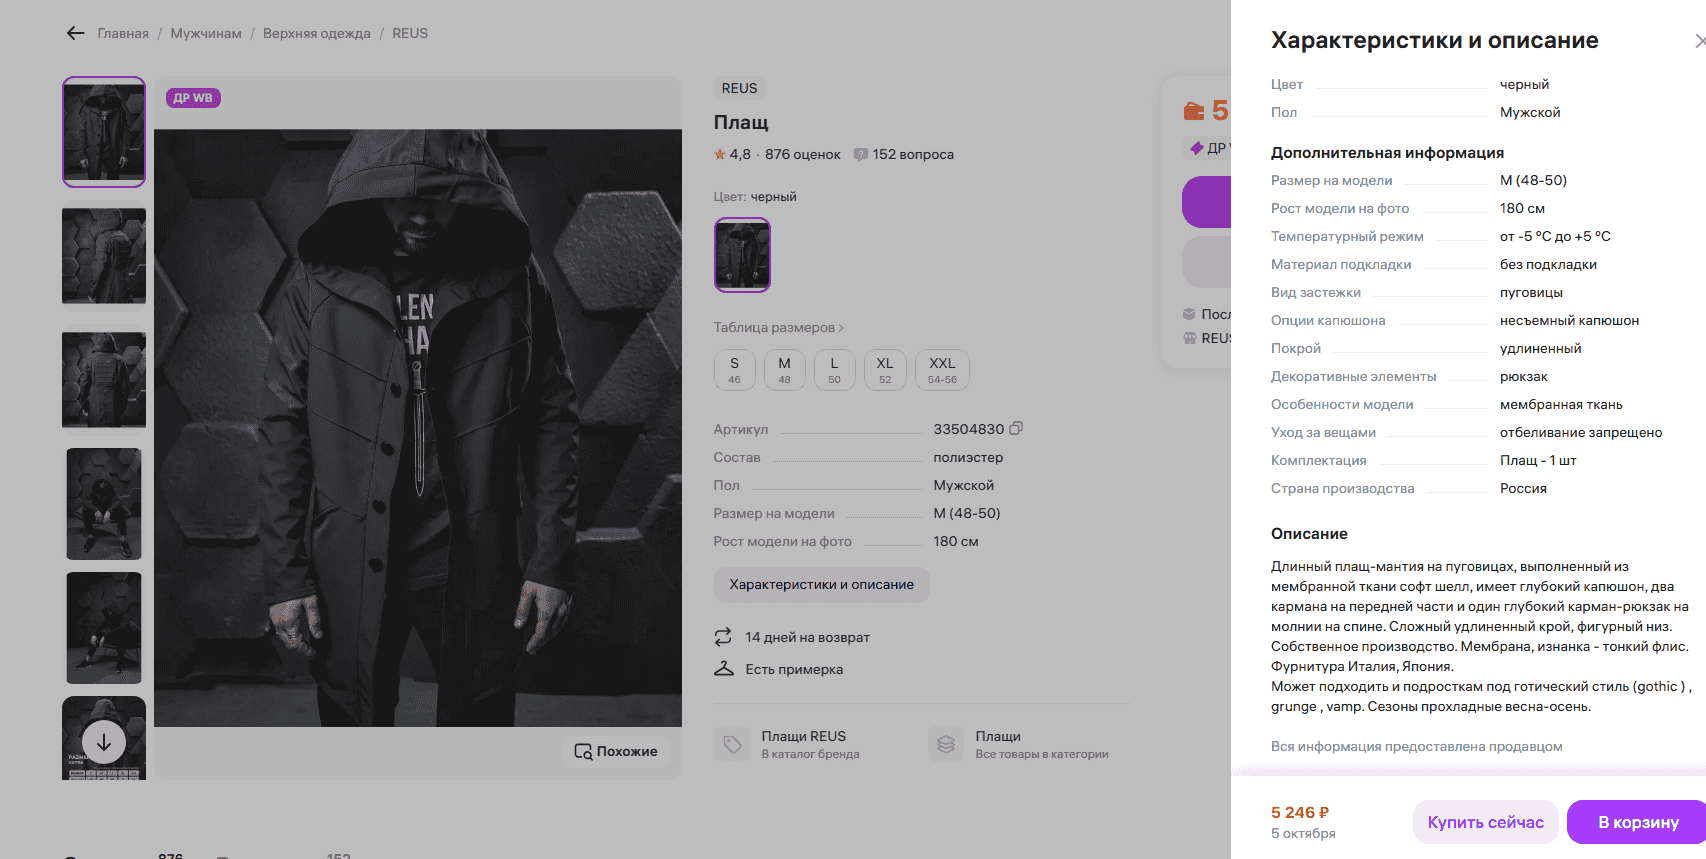 Главная / Мужчинам / Верхняя одежда / REUS
ДР WB
LEN
HA
Похожие
REUS
Плащ
4,8 · 876 оценок 152 вопроса
Цвет: черный
Таблица размеров
S M L XL XXL
46 48 50 52 54-56
Артикул 33504830
Состав полиэстер
Пол Мужской
Размер на модели M (48-50)
Рост модели на фото 180 см
Характеристики и описание
14 дней на возврат
Есть примерка
Плащи REUS
В каталог бренда
Плащи
Все товары в категории
5
ДР
Посл
REUS
876
152
Характеристики и описание
Цвет черный
Пол Мужской
Дополнительная информация
Размер на модели M (48-50)
Рост модели на фото 180 см
Температурный режим от -5 °C до +5 °C
Материал подкладки без подкладки
Вид застежки пуговицы
Опции капюшона несъемный капюшон
Покрой удлиненный
Декоративные элементы рюкзак
Особенности модели мембранная ткань
Уход за вещами отбеливание запрещено
Комплектация Плащ - 1 шт
Страна производства Россия
Описание
Длинный плащ-мантия на пуговицах, выполненный из
мембранной ткани софт шелл, имеет глубокий капюшон, два
кармана на передней части и один глубокий карман-рюкзак на
молнии на спине. Сложный удлиненный крой, фигурный низ.
Собственное производство. Мембрана, изнанка - тонкий флис.
Фурнитура Италия, Япония.
Может подходить и подросткам под готический стиль (gothic ) ,
grunge , vamp. Сезоны прохладные весна-осень.
Вся информация предоставлена продавцом
5 246 ₽
5 октября
Купить сейчас
В корзину